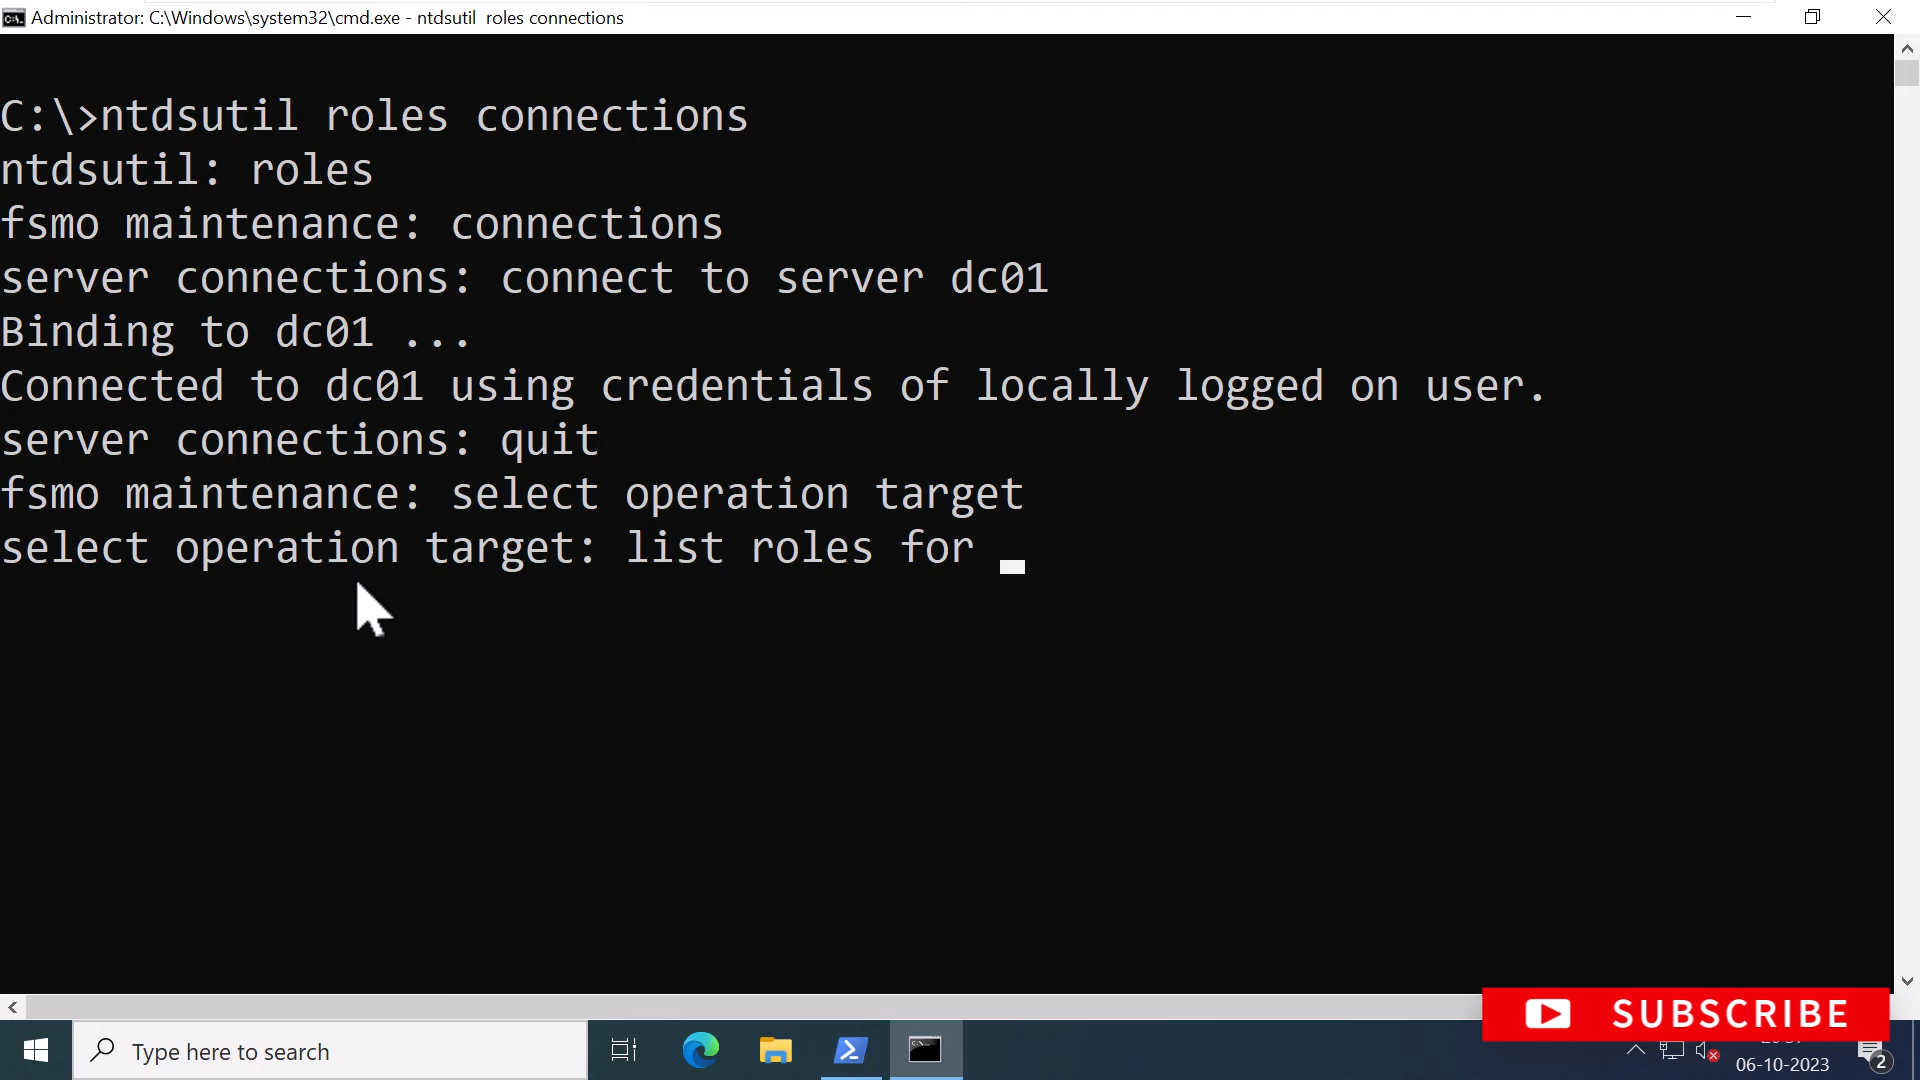 Administrator: C:\Windows\system32\cmd.exe - ntdsutil  roles connections
C:\>ntdsutil roles connections
ntdsutil: roles
fsmo maintenance: connections
server connections: connect to server dc01
Binding to dc01 ...
Connected to dc01 using credentials of locally logged on user.
server connections: quit
fsmo maintenance: select operation target
select operation target: list roles for
SUBSCRIBE
Type here to search
06-10-2023
2